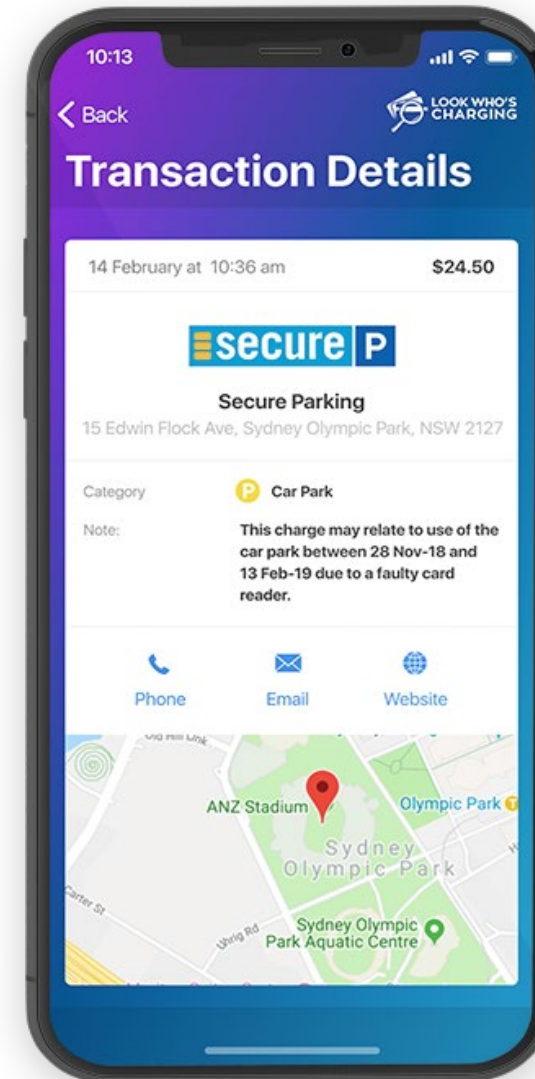 10:13
Back
LOOK WHO'S
CHARGING
Transaction Details
14 February at 10:36 am $24.50
secure P
Secure Parking
15 Edwin Flock Ave, Sydney Olympic Park, NSW 2127
Category P Car Park
Note: This charge may relate to use of the
car park between 28 Nov-18 and
13 Feb-19 due to a faulty card
reader.
Phone Email Website
Old Hill Link
ANZ Stadium
Olympic Park T
Sydney
Olympic Park
Carter St
Uhrig Rd
Sydney Olympic
Park Aquatic Centre